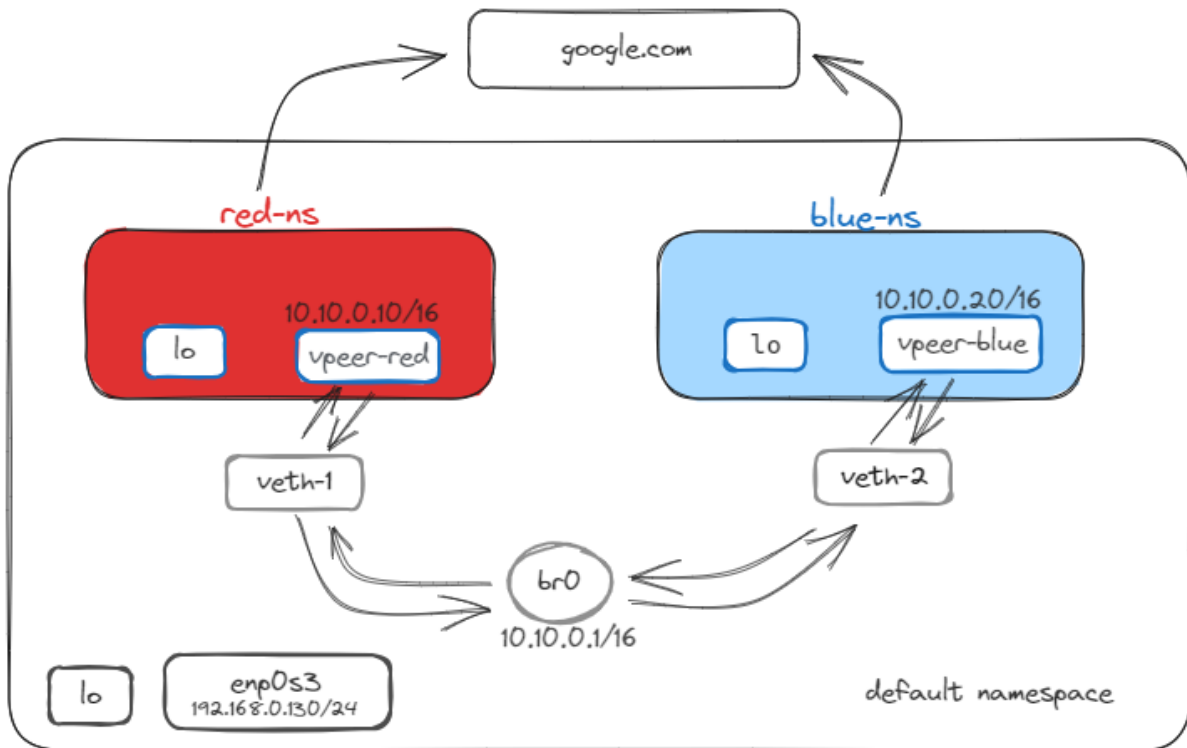 google.com
red-ns
blue-ns
10.10.0.10/16
10.10.0.20/16
lo
vpeer-red
lo
vpeer-blue
veth-1
veth-2
br0
10.10.0.1/16
lo
enp0s3
192.168.0.130/24
default namespace